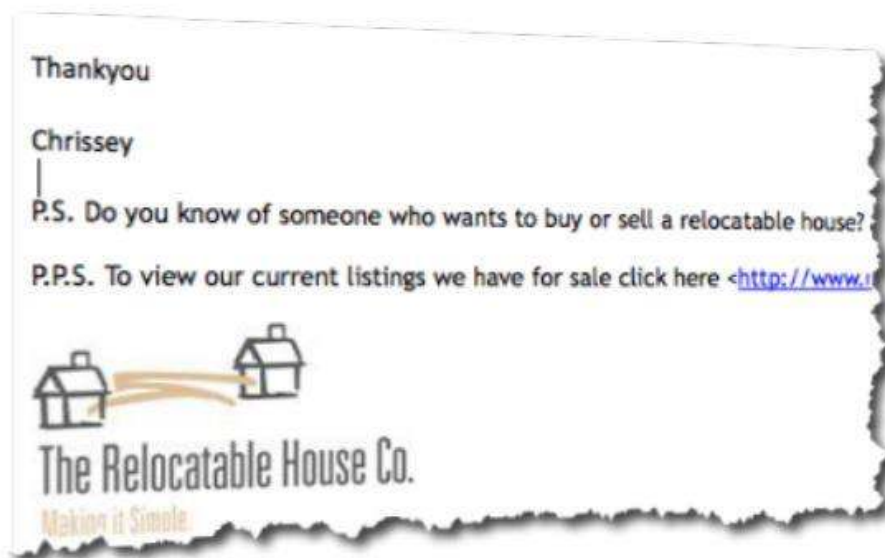 Thankyou
Chrissey
P.S. Do you know of someone who wants to buy or sell a relocatable house?
P.P.S. To view our current listings we have for sale click here <http://www.
The Relocatable House Co.
Making it Simple